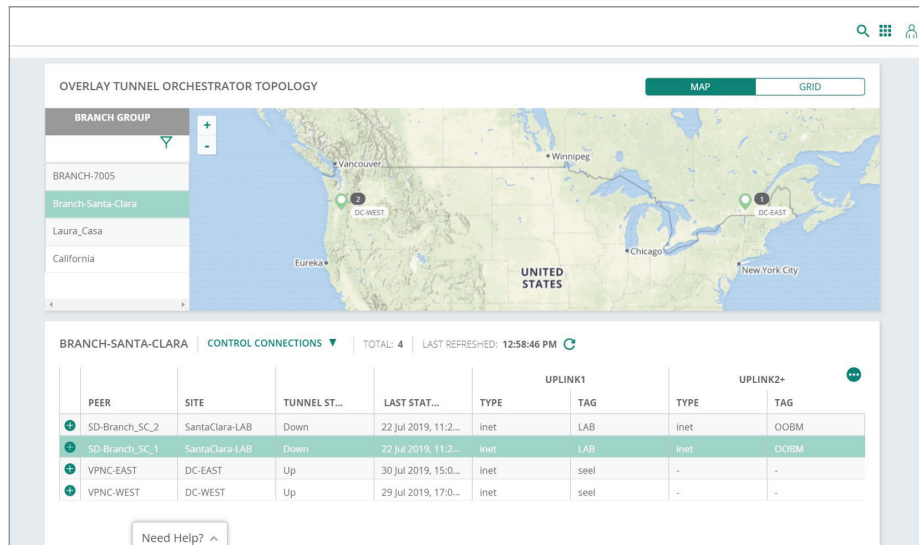 OVERLAY TUNNEL ORCHESTRATOR TOPOLOGY
MAP GRID
BRANCH GROUP
BRANCH-7005
Branch-Santa-Clara
Laura_Casa
California
+
-
Vancouver
Winnipeg
2
DC-WEST
1
DC-EAST
Eureka
Chicago
New York City
UNITED
STATES
BRANCH-SANTA-CLARA CONTROL CONNECTIONS ▼ TOTAL: 4 LAST REFRESHED: 12:58:46 PM
UPLINK1 UPLINK2+
PEER SITE TUNNEL ST... LAST STAT... TYPE TAG TYPE TAG
SD-Branch_SC_2 SantaClara-LAB Down 22 Jul 2019, 11:2... inet LAB inet OOBM
SD-Branch_SC_1 SantaClara-LAB Down 22 Jul 2019, 11:2... inet LAB inet OOBM
VPNC-EAST DC-EAST Up 30 Jul 2019, 15:0... inet seel - -
VPNC-WEST DC-WEST Up 29 Jul 2019, 17:0... inet seel - -
Need Help?